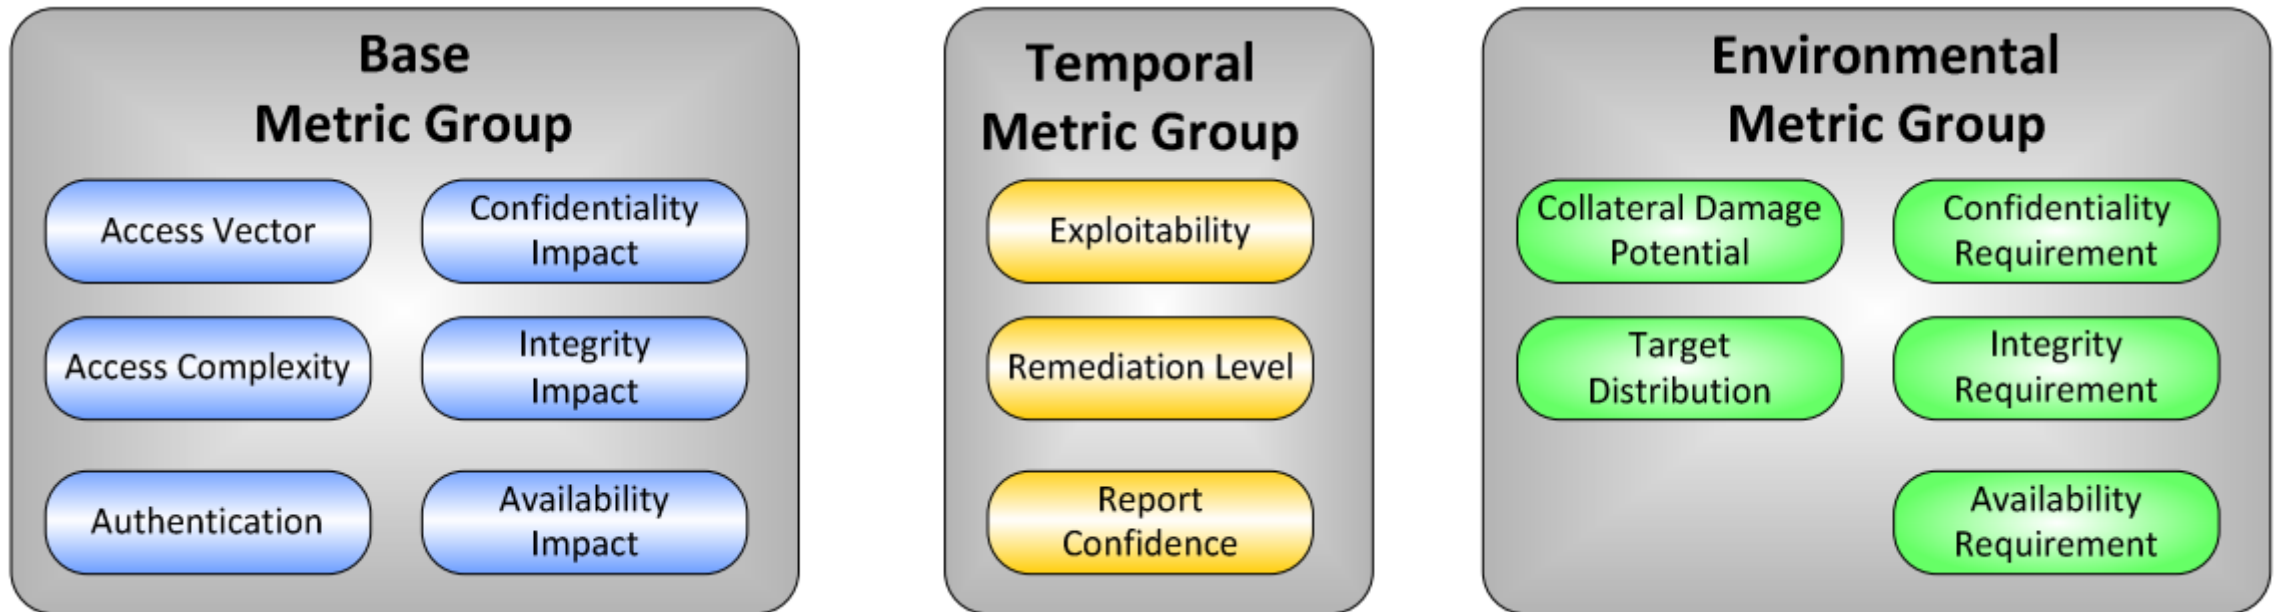 Base
Metric Group
Access Vector
Confidentiality
Impact
Access Complexity
Integrity
Impact
Authentication
Availability
Impact
Temporal
Metric Group
Exploitability
Remediation Level
Report
Confidence
Environmental
Metric Group
Collateral Damage
Potential
Confidentiality
Requirement
Target
Distribution
Integrity
Requirement
Availability
Requirement